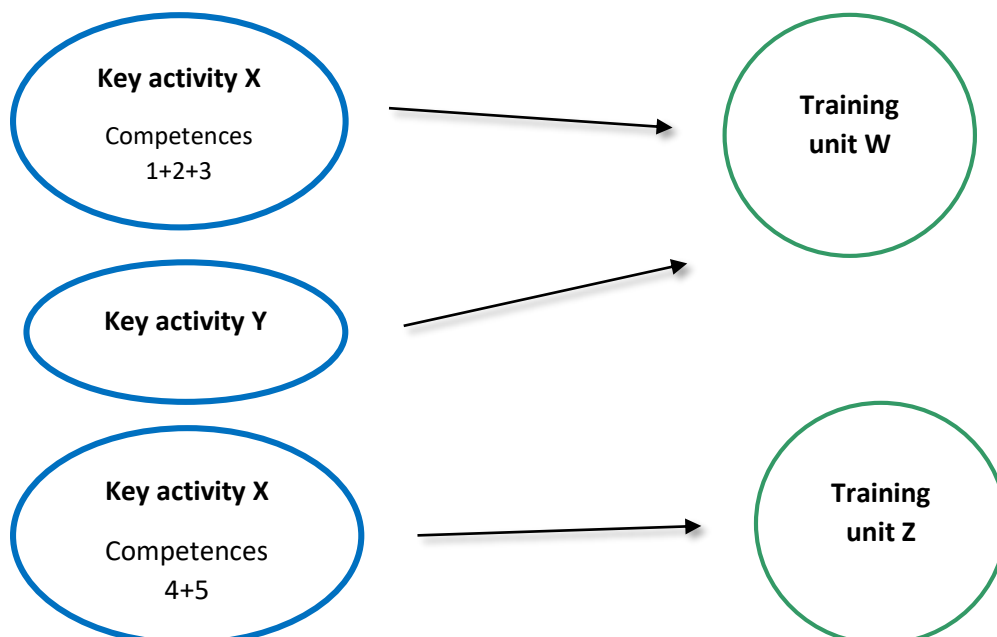 Key activity X
Competences
1+2+3
Training
unit W
Key activity Y
Key activity X
Competences
4+5
Training
unit Z